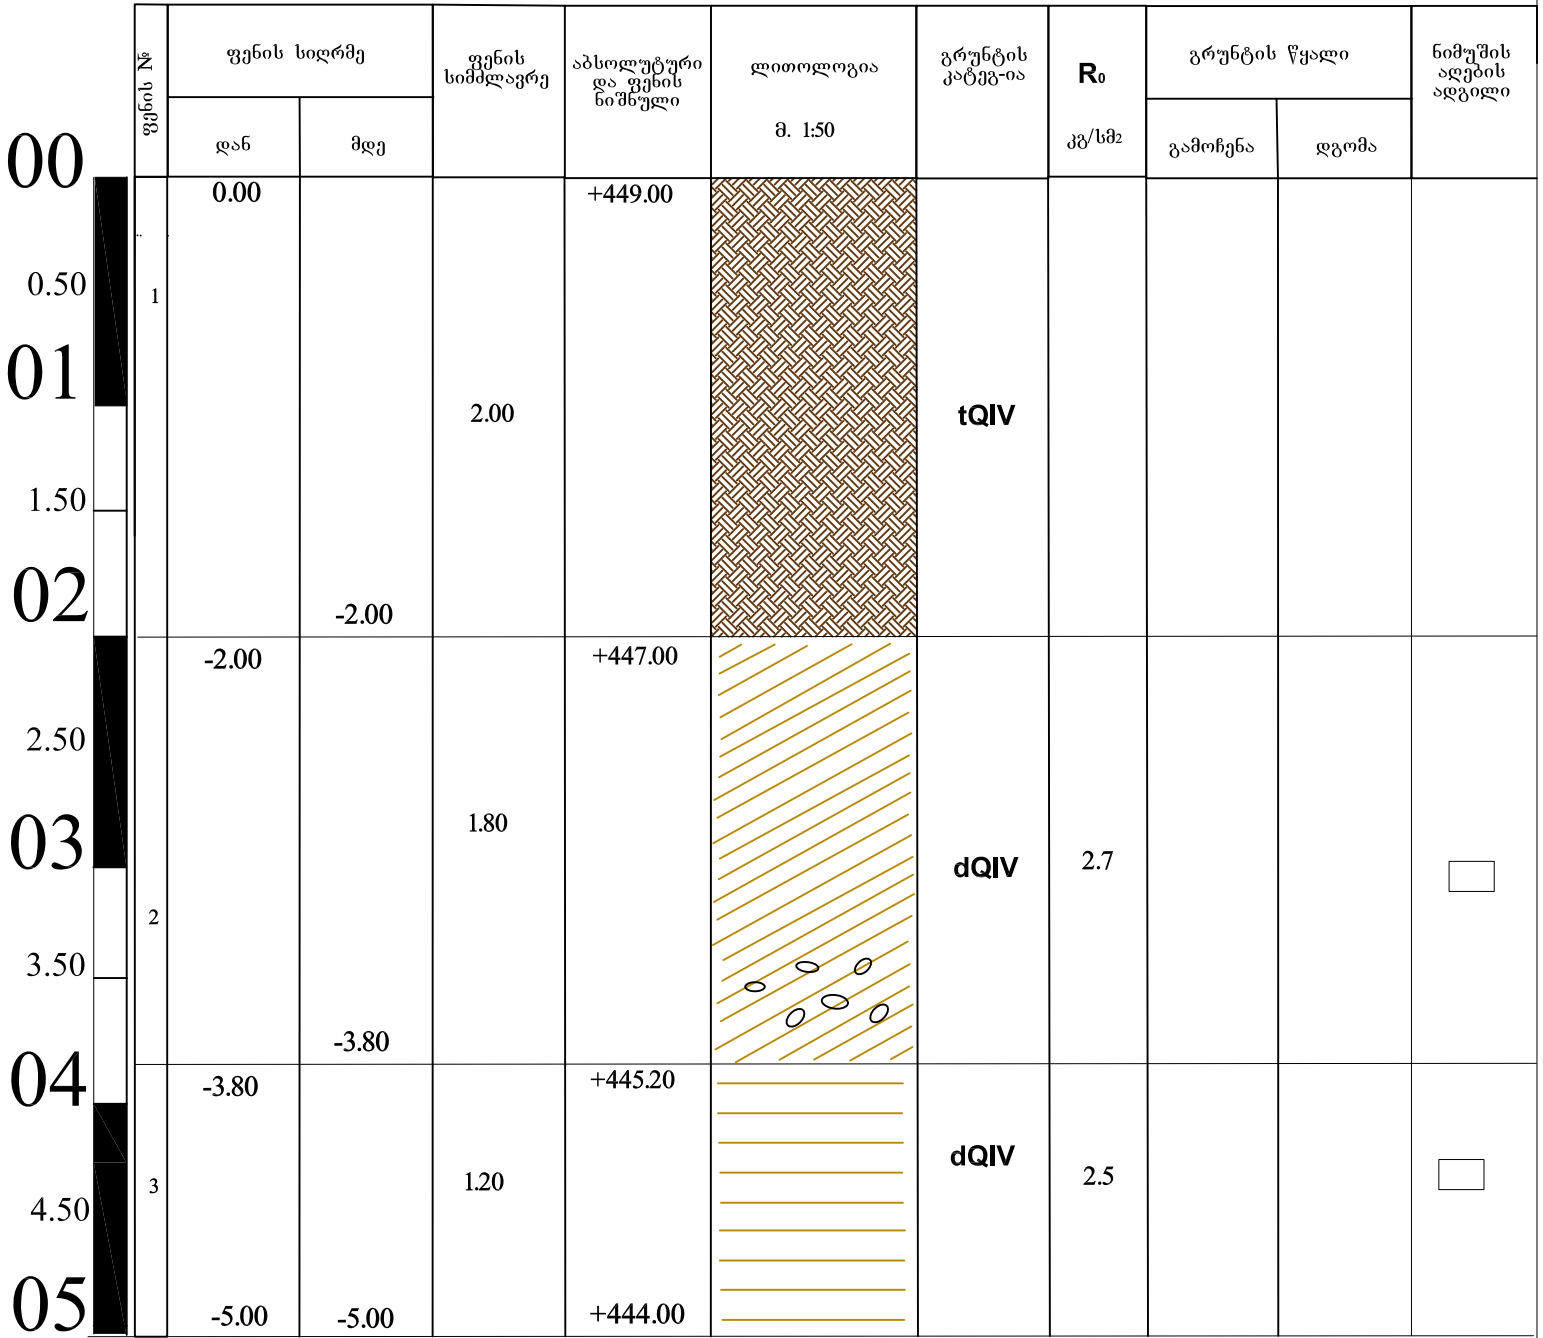 ფენის №
ფენის სიღრმე
დან
მდე
ფენის
სიმძლავრე
აბსოლუტური
და ფენის
ნიშნული
ლითოლოგია
მ. 1:50
გრუნტის
კატეგ-ია
R₀
კგ/სმ2
გრუნტის წყალი
გამოჩენა
დგომა
ნიმუშის
აღების
ადგილი
00
0.50
01
1.50
02
2.50
03
3.50
04
4.50
05
1
0.00
-2.00
2.00
+449.00
tQIV
2
-2.00
-3.80
1.80
+447.00
dQIV
2.7
3
-3.80
-5.00
-5.00
1.20
+445.20
+444.00
dQIV
2.5